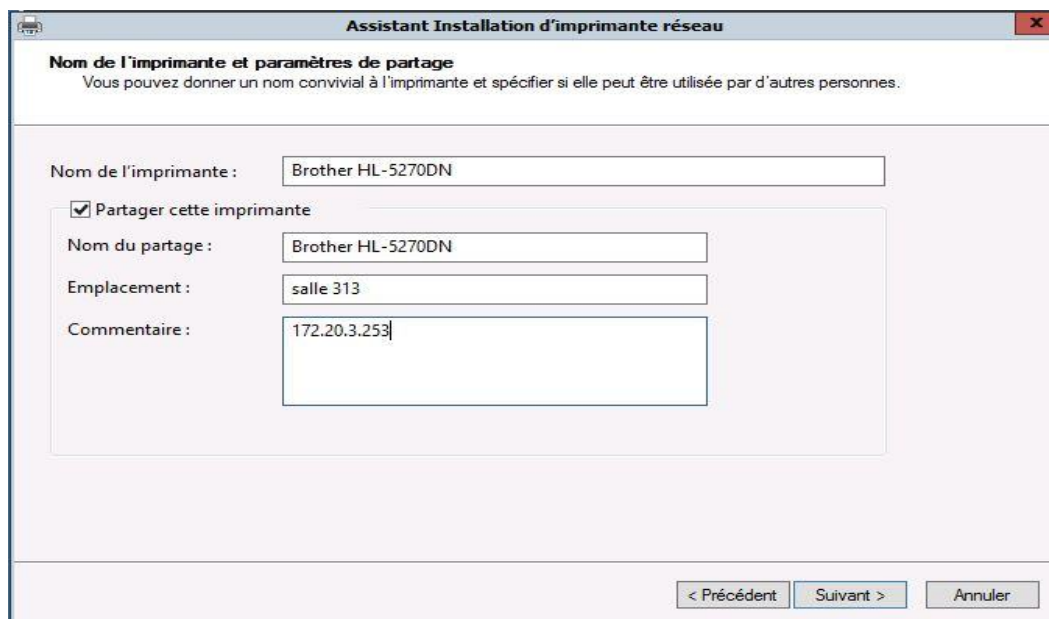 Assistant Installation d'imprimante réseau
x
Nom de l'imprimante et paramètres de partage
Vous pouvez donner un nom convivial à l'imprimante et spécifier si elle peut être utilisée par d'autres personnes.
Nom de l'imprimante : Brother HL-5270DN
Partager cette imprimante
Nom du partage : Brother HL-5270DN
Emplacement : salle 313
Commentaire : 172.20.3.253
< Précédent Suivant > Annuler